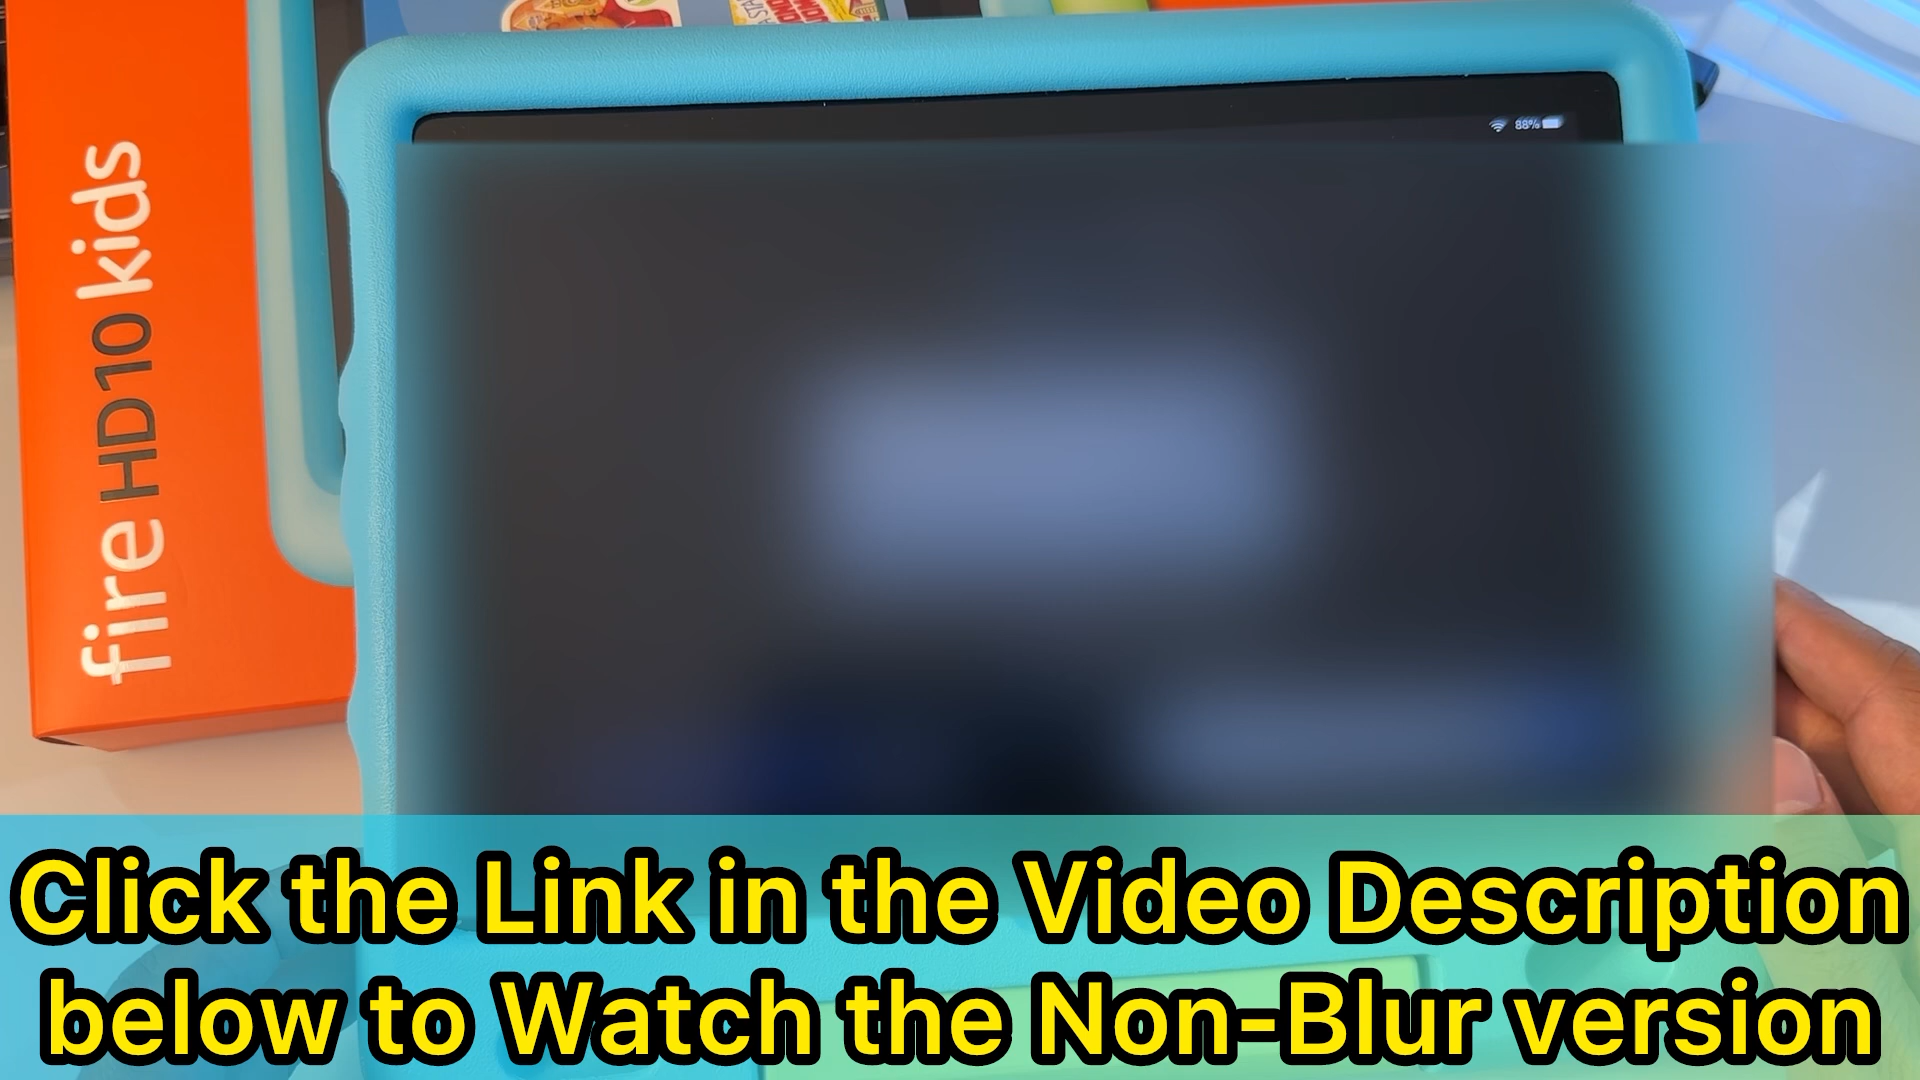 fire HD10 kids
88%
Click the Link in the Video Description
below to Watch the Non-Blur version